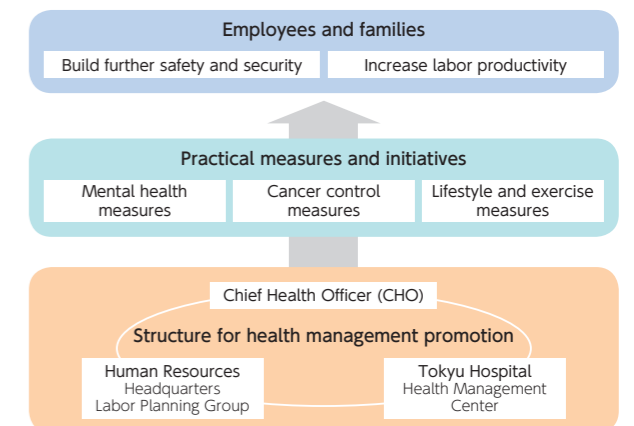 Employees and families
Build further safety and security
Increase labor productivity
Practical measures and initiatives
Mental health
measures
Cancer control
measures
Lifestyle and exercise
measures
Chief Health Officer (CHO)
Structure for health management promotion
Human Resources
Headquarters
Labor Planning Group
Tokyu Hospital
Health Management
Center